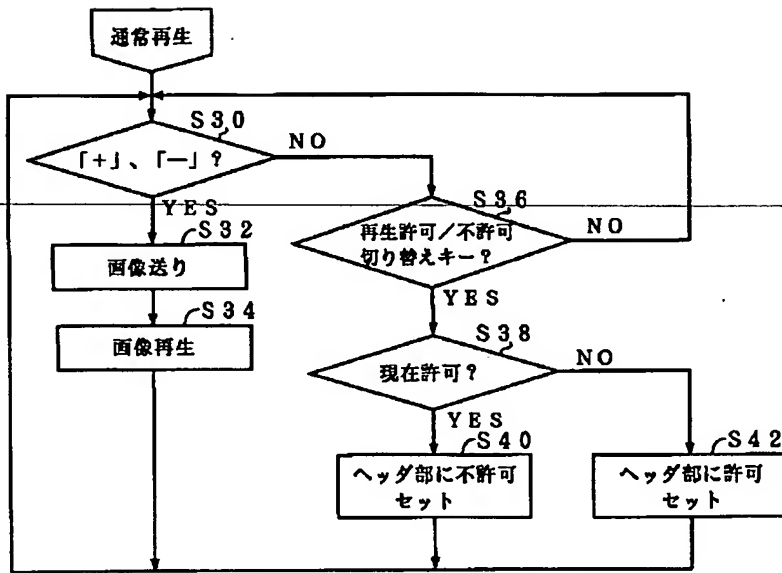 通常再生
S30
「+」、「−」?
NO
YES
S32
画像送り
S34
画像再生
S36
再生許可/不許可
切り替えキー?
NO
YES
S38
現在許可?
NO
YES
S40
ヘッダ部に不許可
セット
S42
ヘッダ部に許可
セット